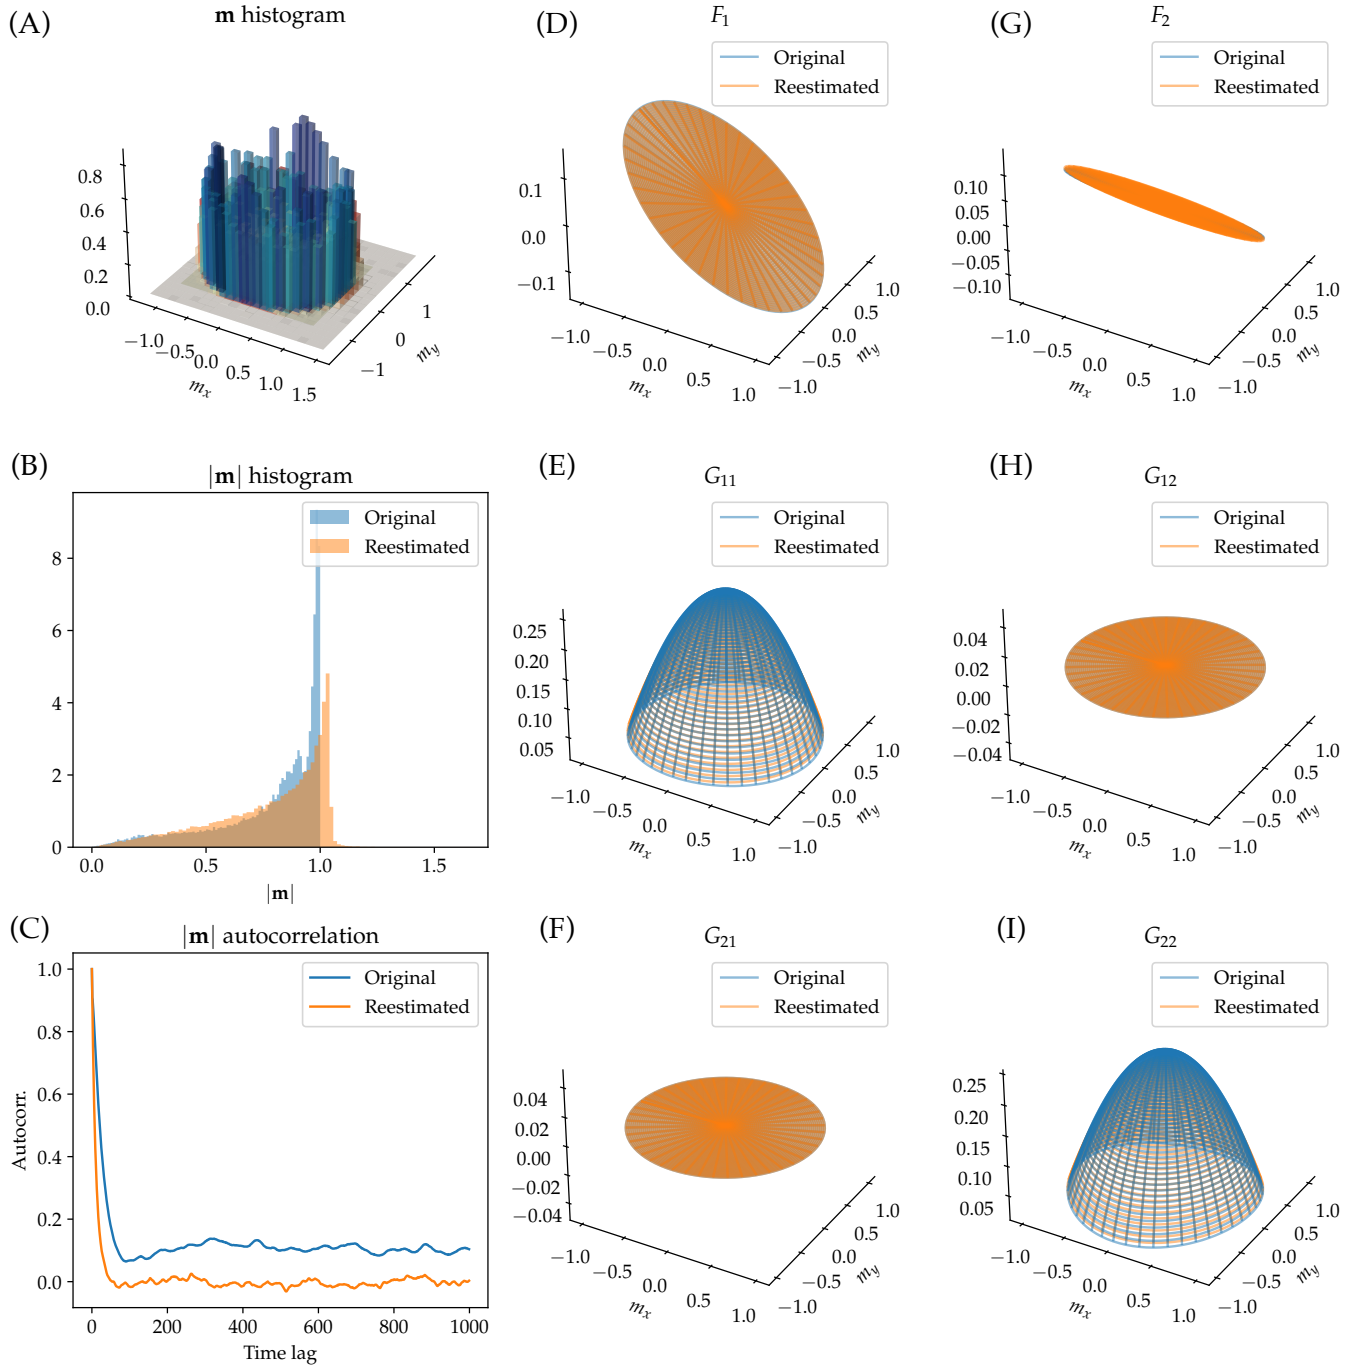 (A)
m histogram
0.8
0.6
0.4
0.2
0.0
−1.0
−0.5
0.0
0.5
1.0
1.5
mx
−1
0
1
my
(B)
|m| histogram
Original
Reestimated
8
6
4
2
0
0.0
0.5
1.0
1.5
|m|
(C)
|m| autocorrelation
Original
Reestimated
1.0
0.8
0.6
0.4
0.2
0.0
Autocorr.
0
200
400
600
800
1000
Time lag
(D)
F1
Original
Reestimated
0.1
0.0
−0.1
−1.0
−0.5
0.0
0.5
1.0
mx
−1.0
−0.5
0.0
0.5
1.0
my
(E)
G11
Original
Reestimated
0.25
0.20
0.15
0.10
0.05
−1.0
−0.5
0.0
0.5
1.0
mx
−1.0
−0.5
0.0
0.5
1.0
my
(F)
G21
Original
Reestimated
0.04
0.02
0.00
−0.02
−0.04
−1.0
−0.5
0.0
0.5
1.0
mx
−1.0
−0.5
0.0
0.5
1.0
my
(G)
F2
Original
Reestimated
0.10
0.05
0.00
−0.05
−0.10
−1.0
−0.5
0.0
0.5
1.0
mx
−1.0
−0.5
0.0
0.5
1.0
my
(H)
G12
Original
Reestimated
0.04
0.02
0.00
−0.02
−0.04
−1.0
−0.5
0.0
0.5
1.0
mx
−1.0
−0.5
0.0
0.5
1.0
my
(I)
G22
Original
Reestimated
0.25
0.20
0.15
0.10
0.05
−1.0
−0.5
0.0
0.5
1.0
mx
−1.0
−0.5
0.0
0.5
1.0
my